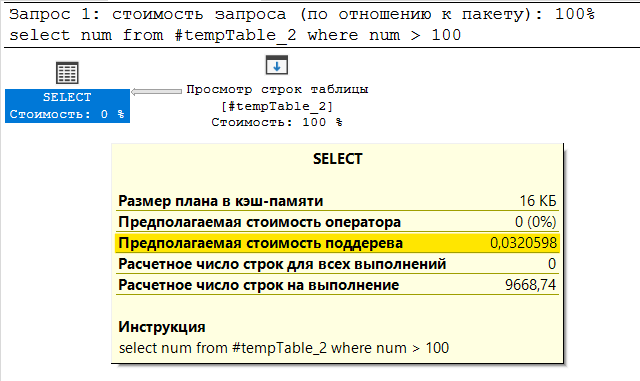 Запрос 1: стоимость запроса (по отношению к пакету): 100%
select num from #tempTable_2 where num > 100
SELECT
Стоимость: 0 %
Просмотр строк таблицы
[#tempTable_2]
Стоимость: 100 %
SELECT
Размер плана в кэш-памяти 16 КБ
Предполагаемая стоимость оператора 0 (0%)
Предполагаемая стоимость поддерева 0,0320598
Расчетное число строк для всех выполнений 0
Расчетное число строк на выполнение 9668,74
Инструкция
select num from #tempTable_2 where num > 100